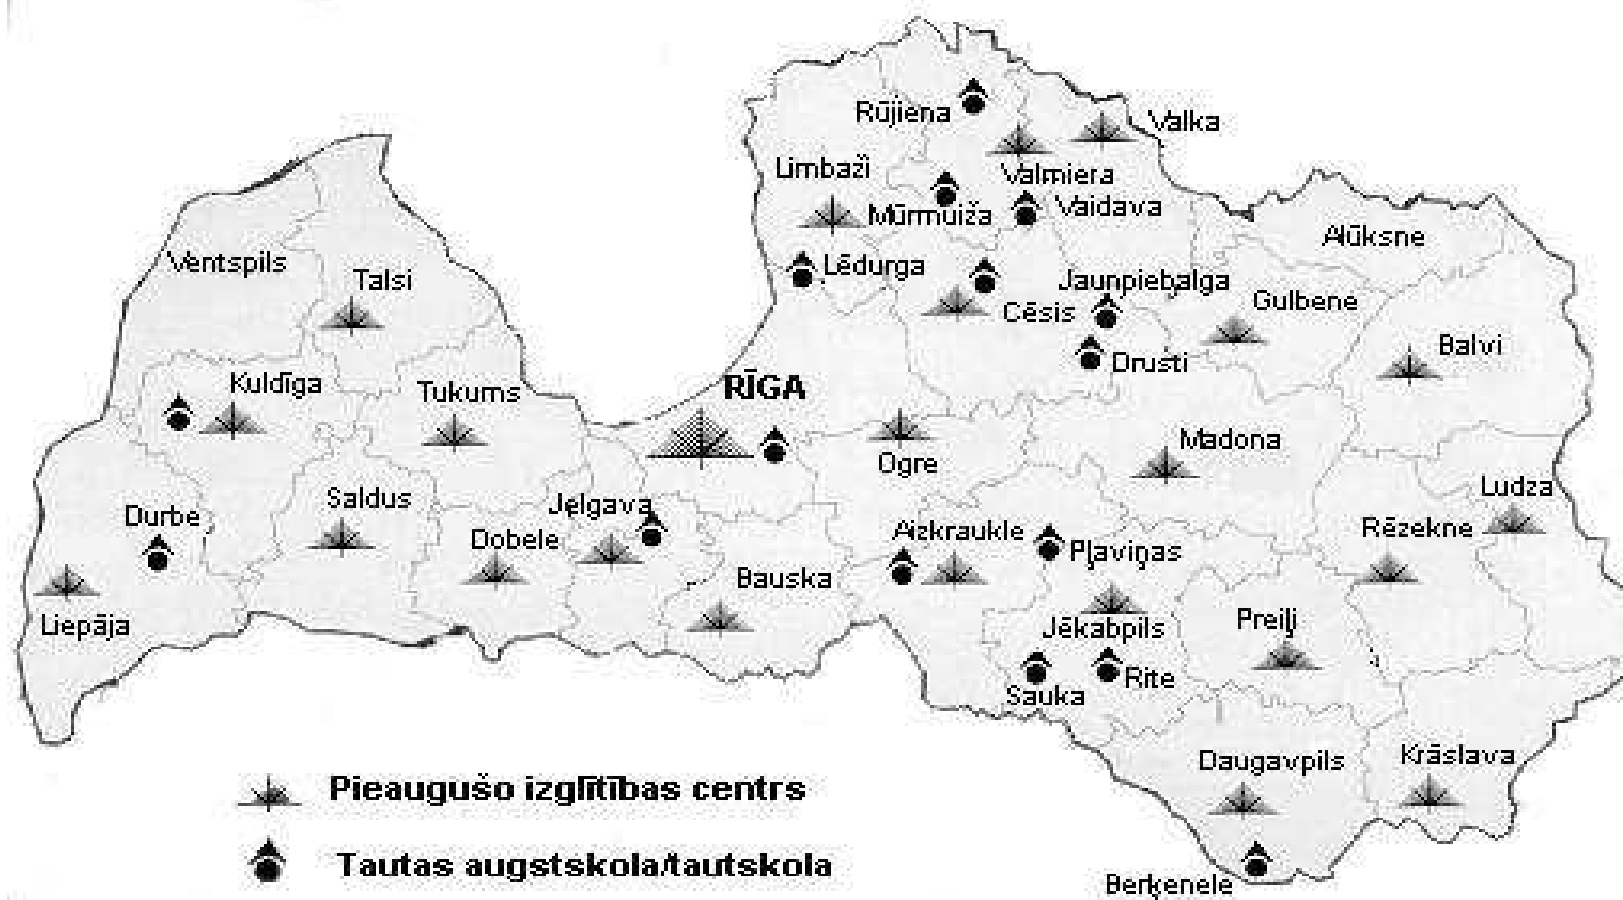 Rūjiena
Valka
Limbaži
Valmiera
Mūrmuiža
Vaidava
Alūksne
Ventspils
Talsi
Lēdurga
Jaunpiebalga
Gulbene
Cēsis
Balvi
Drusti
Kuldīga
Tukums
RĪGA
Madona
Ogre
Saldus
Ludza
Durbe
Jelgava
Dobele
Aizkraukle
Rēzekne
Pļaviņas
Bauska
Liepāja
Jēkabpils
Preiļi
Sauka
Rite
Daugavpils
Krāslava
Pieaugušo izglītības centrs
Tautas augstskola/tautskola
Berķenele